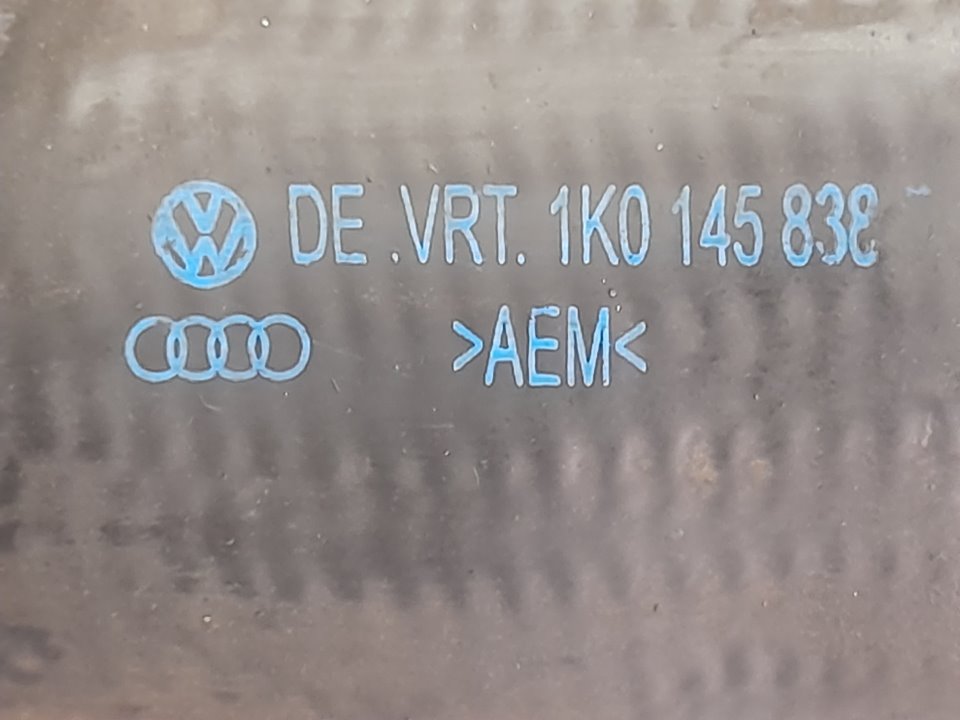 DE .VRT. 1K0 145 838
>AEM<